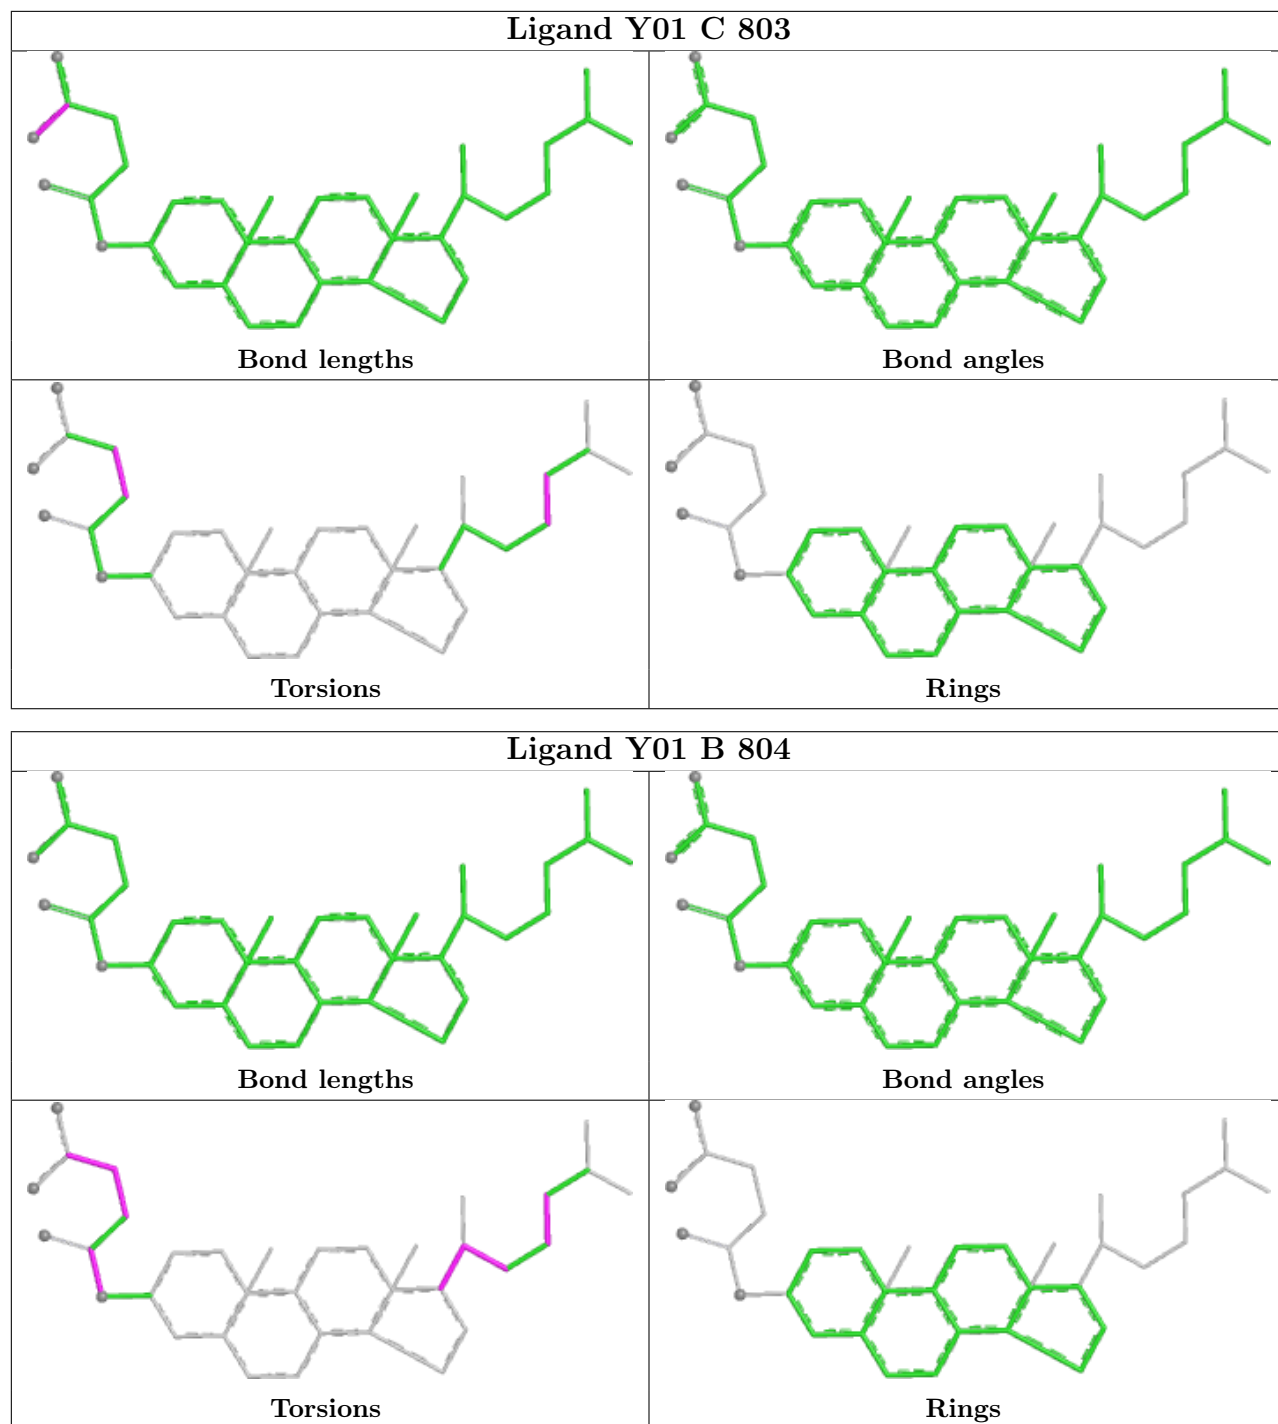 Ligand Y01 C 803
Bond lengths
Bond angles
Torsions
Rings
Ligand Y01 B 804
Bond lengths
Bond angles
Torsions
Rings